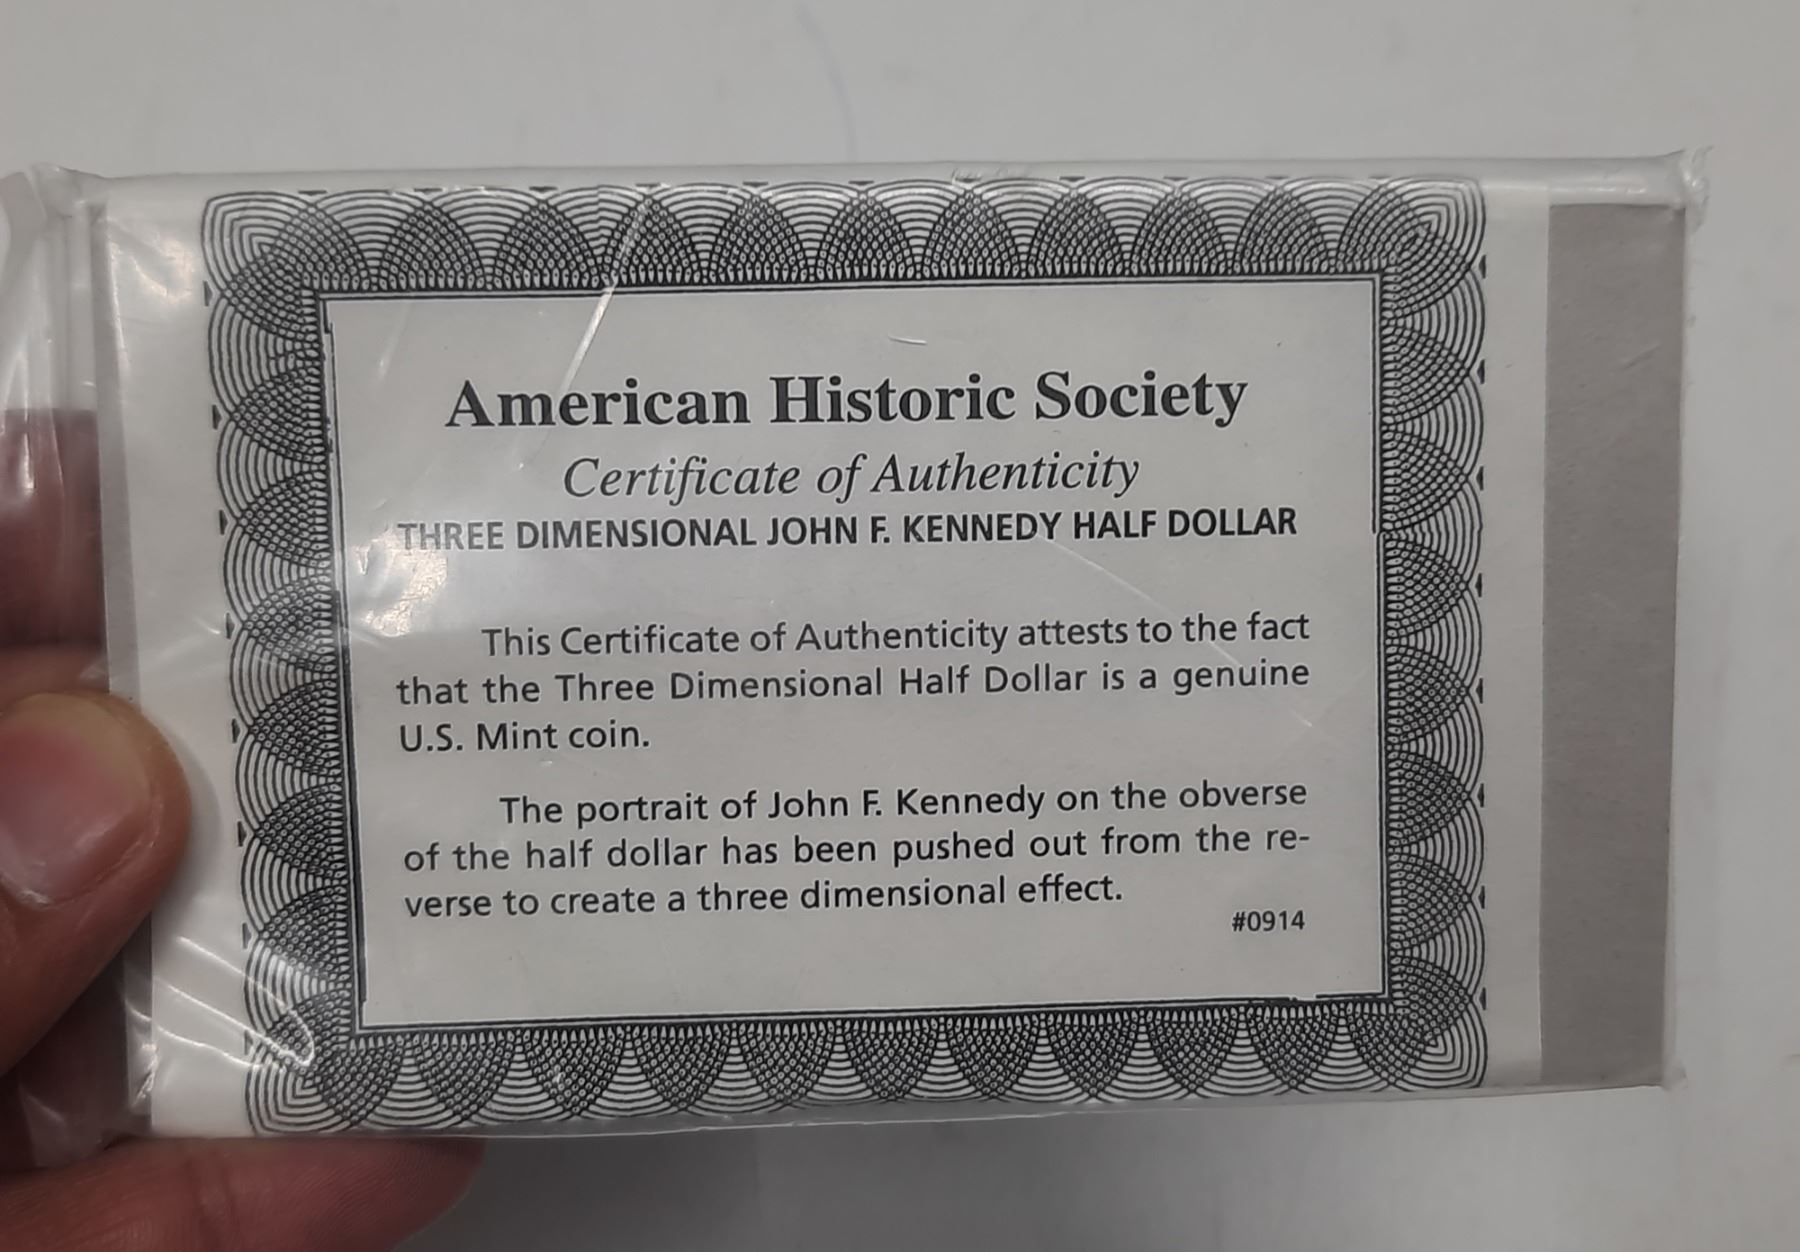 American Historic Society
Certificate of Authenticity
THREE DIMENSIONAL JOHN F. KENNEDY HALF DOLLAR
This Certificate of Authenticity attests to the fact
that the Three Dimensional Half Dollar is a genuine
U.S. Mint coin.
The portrait of John F. Kennedy on the obverse
of the half dollar has been pushed out from the re-
verse to create a three dimensional effect.
#0914